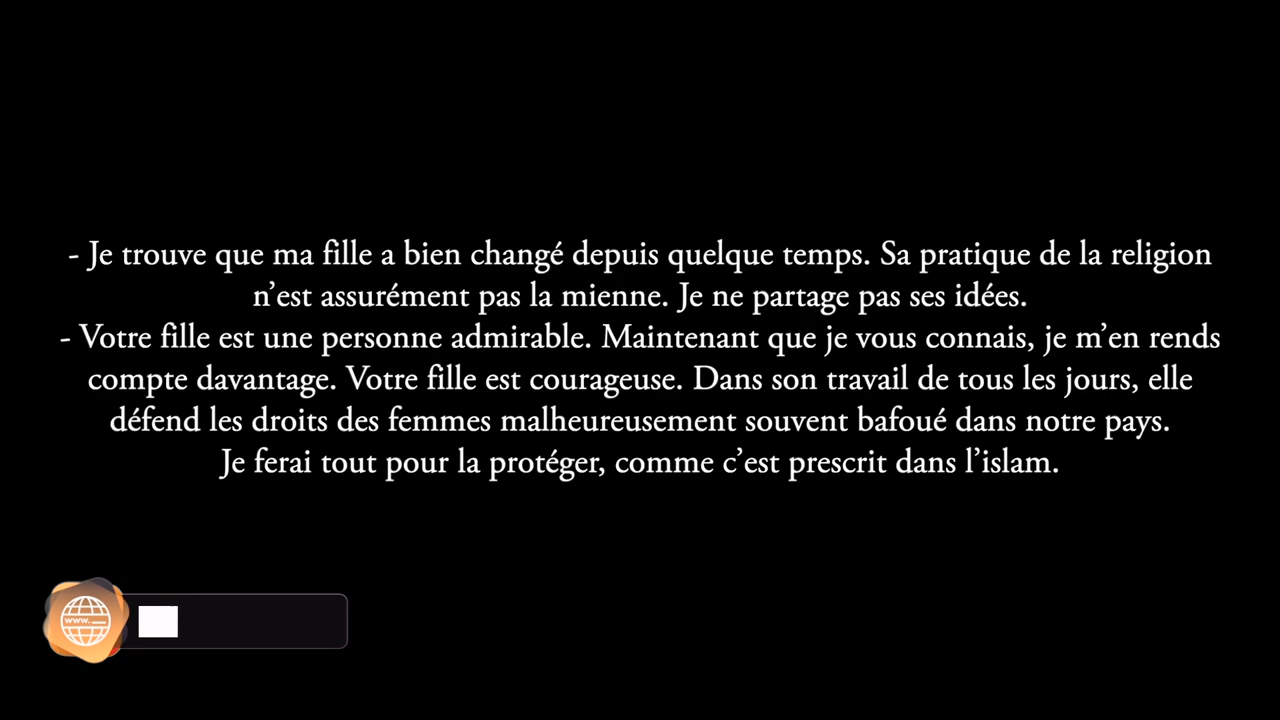 - Je trouve que ma fille a bien changé depuis quelque temps. Sa pratique de la religion
n’est assurément pas la mienne. Je ne partage pas ses idées.
- Votre fille est une personne admirable. Maintenant que je vous connais, je m’en rends
compte davantage. Votre fille est courageuse. Dans son travail de tous les jours, elle
défend les droits des femmes malheureusement souvent bafoué dans notre pays.
Je ferai tout pour la protéger, comme c’est prescrit dans l’islam.
www.